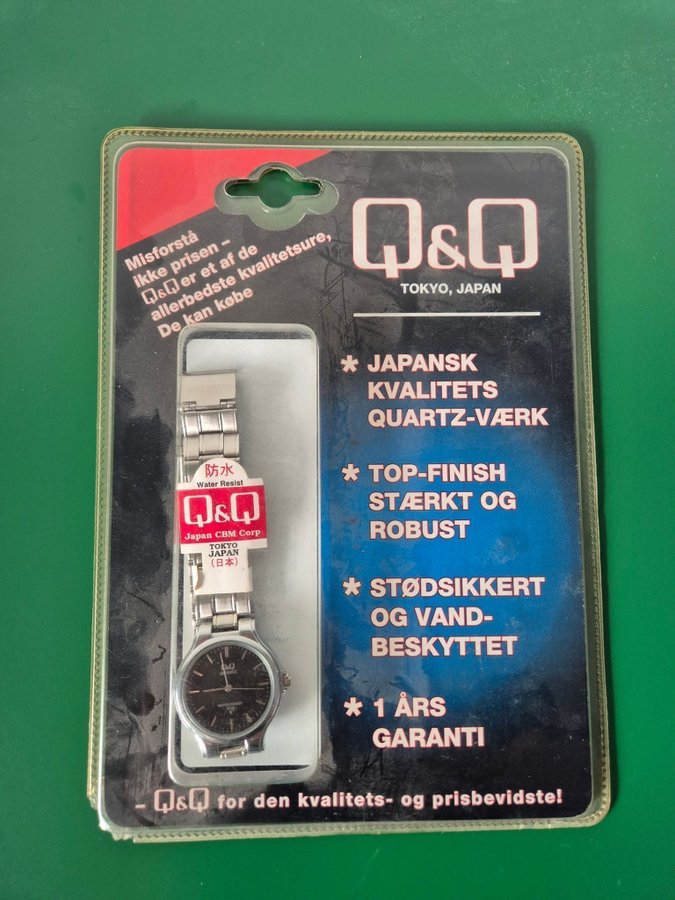 Misforstå
ikke prisen –
Q&Q er et af de
allerbedste kvalitetsure,
De kan købe
Q&Q
TOKYO, JAPAN
* JAPANSK
KVALITETS
QUARTZ-VÆRK
* TOP-FINISH
STÆRKT OG
ROBUST
* STØDSIKKERT
OG VAND-
BESKYTTET
* 1 ÅRS
GARANTI
防水
Water Resist
Q&Q
Japan CBM Corp
TOKYO
JAPAN
(日本)
Q&Q
QUARTZ
– Q&Q for den kvalitets- og prisbevidste!